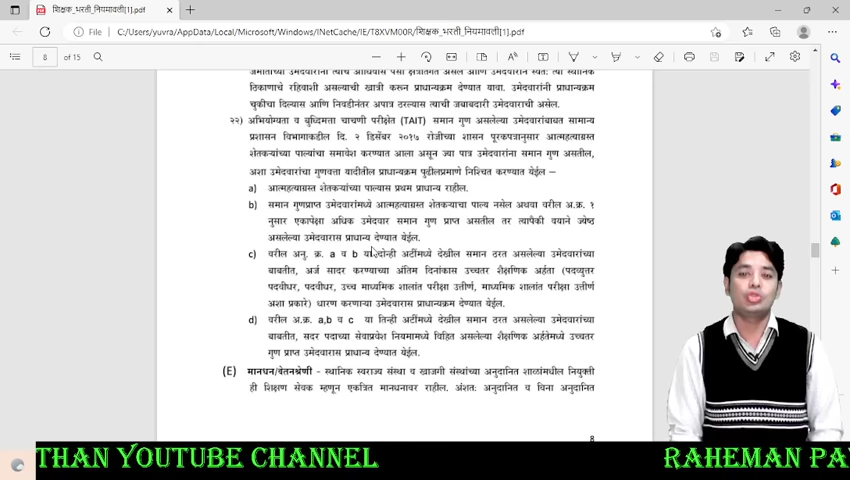 शिक्षक_भरती_नियमावली[1].pdf
File
C:/Users/yuvra/AppData/Local/Microsoft/Windows/INetCache/IE/T8XVM00R/शिक्षक_भरती_नियमावली[1].pdf
8 of 15
जमातीच्या उमेदवारांनी त्यांचे अधिवास पेसा क्षेत्रातील असल आणि उमेदवारांन स्वत: त्या स्थानिक
ठिकाणाचे रहिवाशी असल्याची खात्री करून प्राधान्यक्रम देण्यात यावा. उमेदवारांनी प्राधान्यक्रम
चुकीचा दिल्यास आणि निवडीनंतर अपात्र ठरल्यास त्याची जबाबदारी उमेदवाराची असेल.
२२) अभियोग्यता व बुध्दिमता चाचणी परीक्षेत (TAIT) समान गुण असलेल्या उमेदवारांबाबत सामान्य
प्रशासन विभागाकडील दि. २ डिसेंबर २०१७ रोजीच्या शासन पूरकपत्रानुसार आत्महत्याग्रस्त
शेतकऱ्यांच्या पाल्यांचा समावेश करण्यात आला असून ज्या पात्र उमेदवारांना समान गुण असतील,
अशा उमेदवारांचा गुणवत्ता यादीतील प्राधान्यक्रम पुढीलप्रमाणे निश्चित करण्यात येईल –
a) आत्महत्याग्रस्त शेतकऱ्यांच्या पाल्यास प्रथम प्राधान्य राहील.
b) समान गुणप्राप्त उमेदवारांमध्ये आत्महत्याग्रस्त शेतकऱ्याचा पाल्य नसेल अथवा वरील अ.क्र. १
नुसार एकापेक्षा अधिक उमेदवार समान गुण प्राप्त असतील तर त्यापैकी वयाने ज्येष्ठ
असलेल्या उमेदवारास प्राधान्य देण्यात येईल.
c) वरील अनु. क्र. a व b या दोन्ही अटींमध्ये देखील समान ठरत असलेल्या उमेदवारांच्या
बाबतीत, अर्ज सादर करण्याच्या अंतिम दिनांकास उच्चतर शैक्षणिक अर्हता (पदव्युत्तर
पदवीधर, पदवीधर, उच्च माध्यमिक शालांत परीक्षा उत्तीर्ण, माध्यमिक शालांत परीक्षा उत्तीर्ण
अशा प्रकारे) धारण करणाऱ्या उमेदवारास प्राधान्यक्रम देण्यात येईल.
d) वरील अ.क्र. a,b व c या तिन्ही अटींमध्ये देखील समान ठरत असलेल्या उमेदवारांच्या
बाबतीत, सदर पदाच्या सेवाप्रवेश नियमामध्ये विहित असलेल्या शैक्षणिक अर्हतेमध्ये उच्चतर
गुण प्राप्त उमेदवारास प्राधान्य देण्यात येईल.
(E) मानधन/वेतनश्रेणी - स्थानिक स्वराज्य संस्था व खाजगी संस्थांच्या अनुदानित शाळांमधील नियुक्ती
ही शिक्षण सेवक म्हणून एकत्रित मानधनावर राहील. अंशत: अनुदानित व विना अनुदानित
8
THAN YOUTUBE CHANNEL RAHEMAN PA